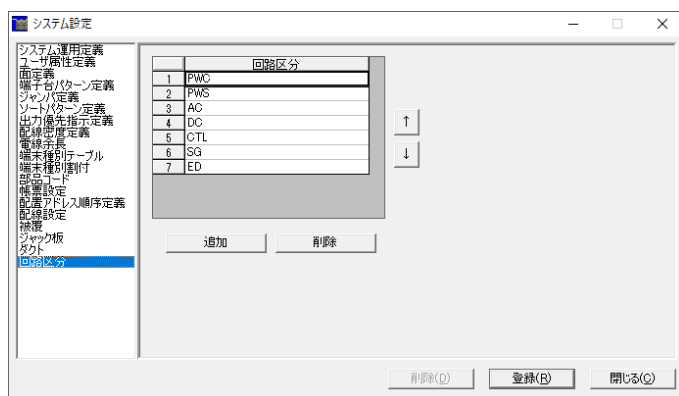 システム設定
システム運用定義
ユーザ属性定義
面定義
端子台パターン定義
ジャンパ定義
ソートパターン定義
出力優先指示定義
配線密度定義
電線余長
端末種別テーブル
端末種別割付
部品コード
帳票設定
配置アドレス順序定義
配線設定
被覆
ジャック板
ダクト
回路区分
回路区分
1 PWC
2 PWS
3 AC
4 DC
5 CTL
6 SG
7 ED
↑
↓
追加 削除
削除(D) 登録(R) 閉じる(C)